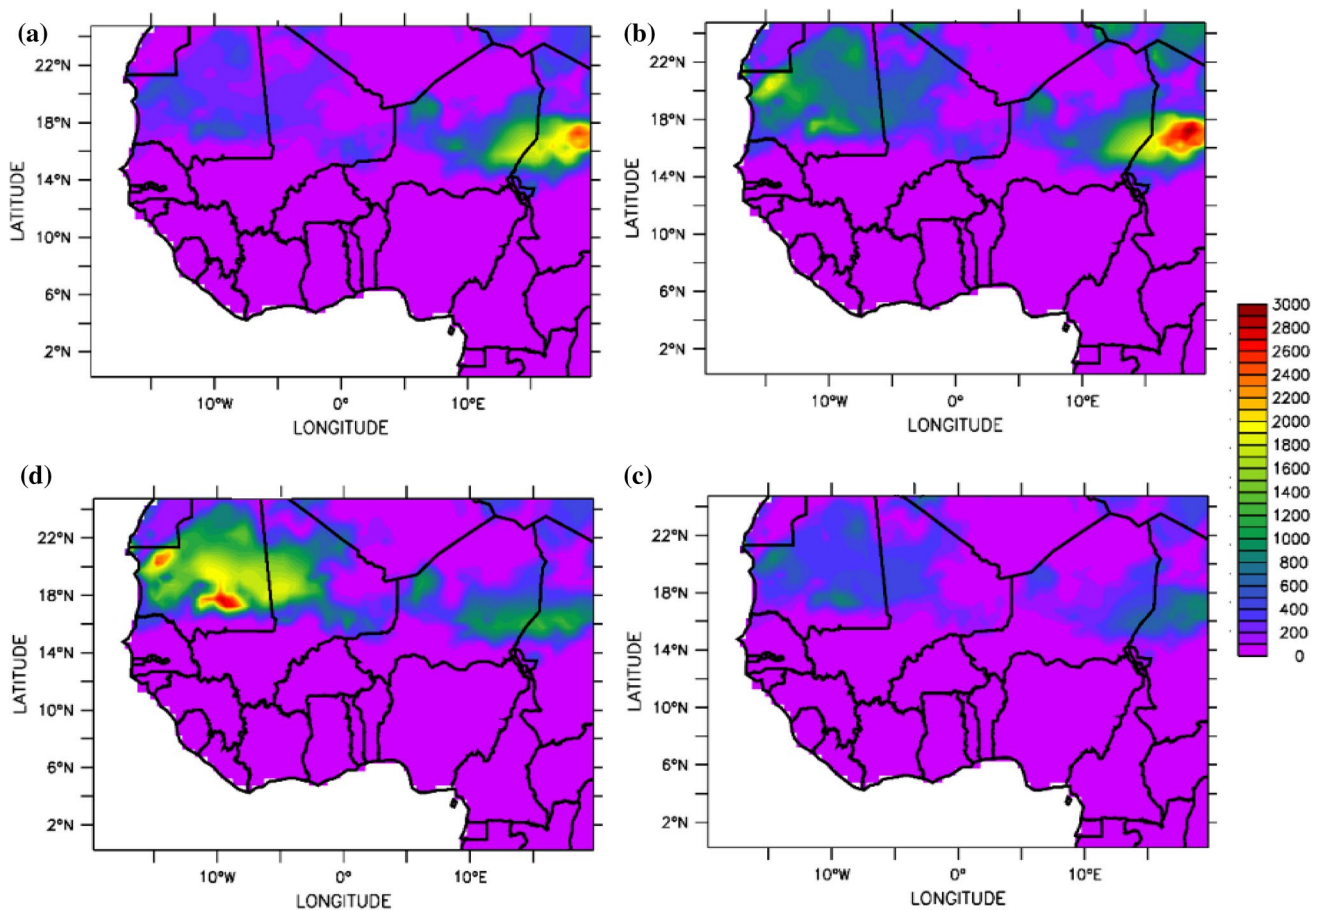 (a)
22°N
18°N
14°N
10°N
6°N
2°N
LATITUDE
10°W 0° 10°E
LONGITUDE
(b)
22°N
18°N
14°N
10°N
6°N
2°N
LATITUDE
10°W 0° 10°E
LONGITUDE
3000
2800
2600
2400
2200
2000
1800
1600
1400
1200
1000
800
600
400
200
0
(d)
22°N
18°N
14°N
10°N
6°N
2°N
LATITUDE
10°W 0° 10°E
LONGITUDE
(c)
22°N
18°N
14°N
10°N
6°N
2°N
LATITUDE
10°W 0° 10°E
LONGITUDE